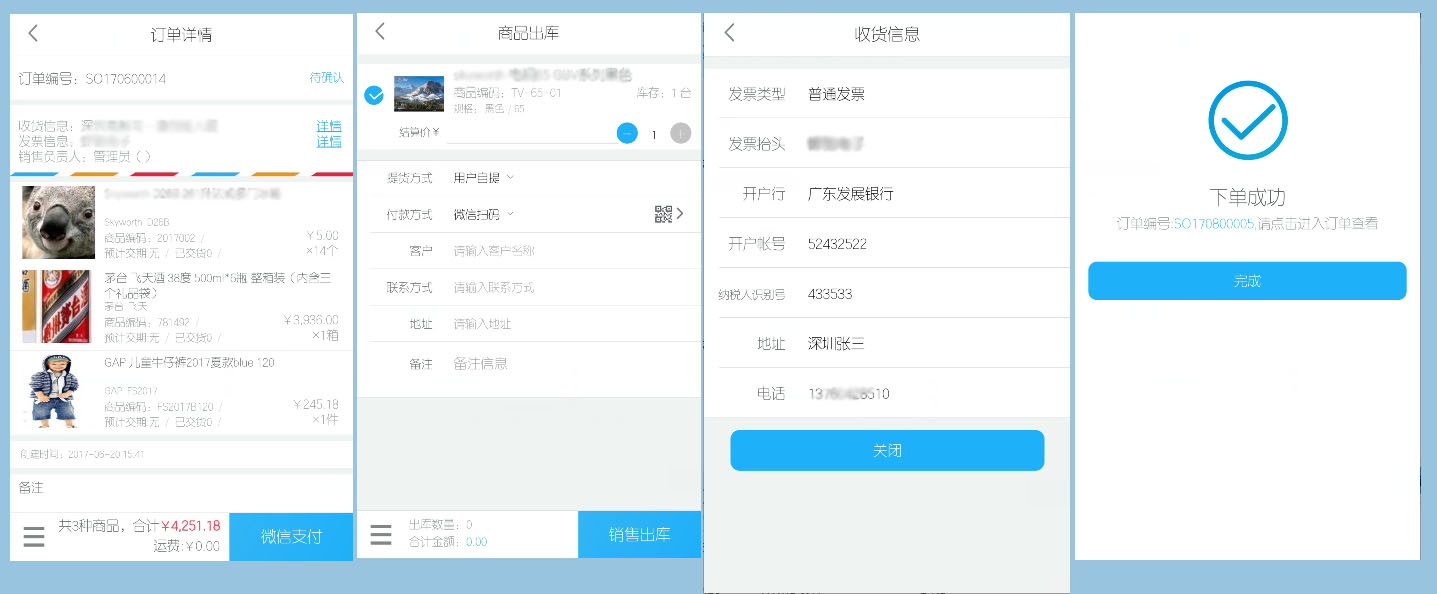 订单详情
订单编号: SO170600014
待确认
收货信息:
详情
发票信息:
详情
销售负责人: 管理员 ( )
Skyworth D26B
商品编码: 2017002 /
￥5.00
预计交期:无 / 已交货0 /
×14个
茅台 飞天酒 38度 500ml*6瓶 整箱装（内含三
个礼品袋）
茅台 飞天
商品编码: 781492 /
￥3,936.00
预计交期:无 / 已交货0 /
×1箱
GAP 儿童牛仔裤2017夏款blue 120
GAP FS2017
商品编码: FS2017B120 /
￥245.18
预计交期:无 / 已交货0 /
×1件
创建时间: 2017-06-20 15:41
备注
共3种商品，合计￥4,251.18
运费:￥0.00
微信支付
商品出库
商品编码: TV-65-01
库存: 1 台
规格: 黑色 / 65
结算价￥
1
提货方式 用户自提
付款方式 微信扫码
客户 请输入客户名称
联系方式 请输入联系方式
地址 请输入地址
备注 备注信息
出库数量: 0
合计金额: 0.00
销售出库
收货信息
发票类型 普通发票
发票抬头
开户行 广东发展银行
开户帐号 52432522
纳税人识别号 433533
地址 深圳张三
电话
关闭
下单成功
订单编号:SO170800005,请点击进入订单查看
完成